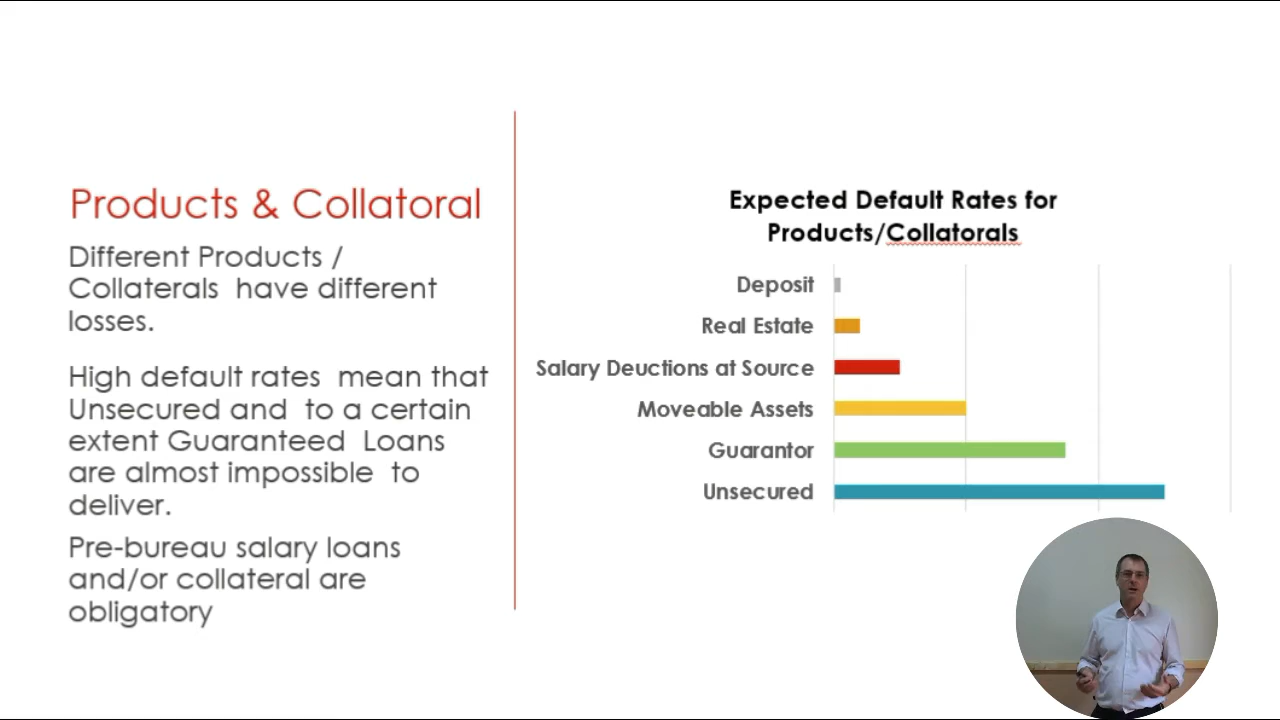 Products & Collatoral
Different Products /
Collaterals have different
losses.
High default rates mean that
Unsecured and to a certain
extent Guaranteed Loans
are almost impossible to
deliver.
Pre-bureau salary loans
and/or collateral are
obligatory
Expected Default Rates for
Products/Collatorals
Deposit
Real Estate
Salary Deuctions at Source
Moveable Assets
Guarantor
Unsecured